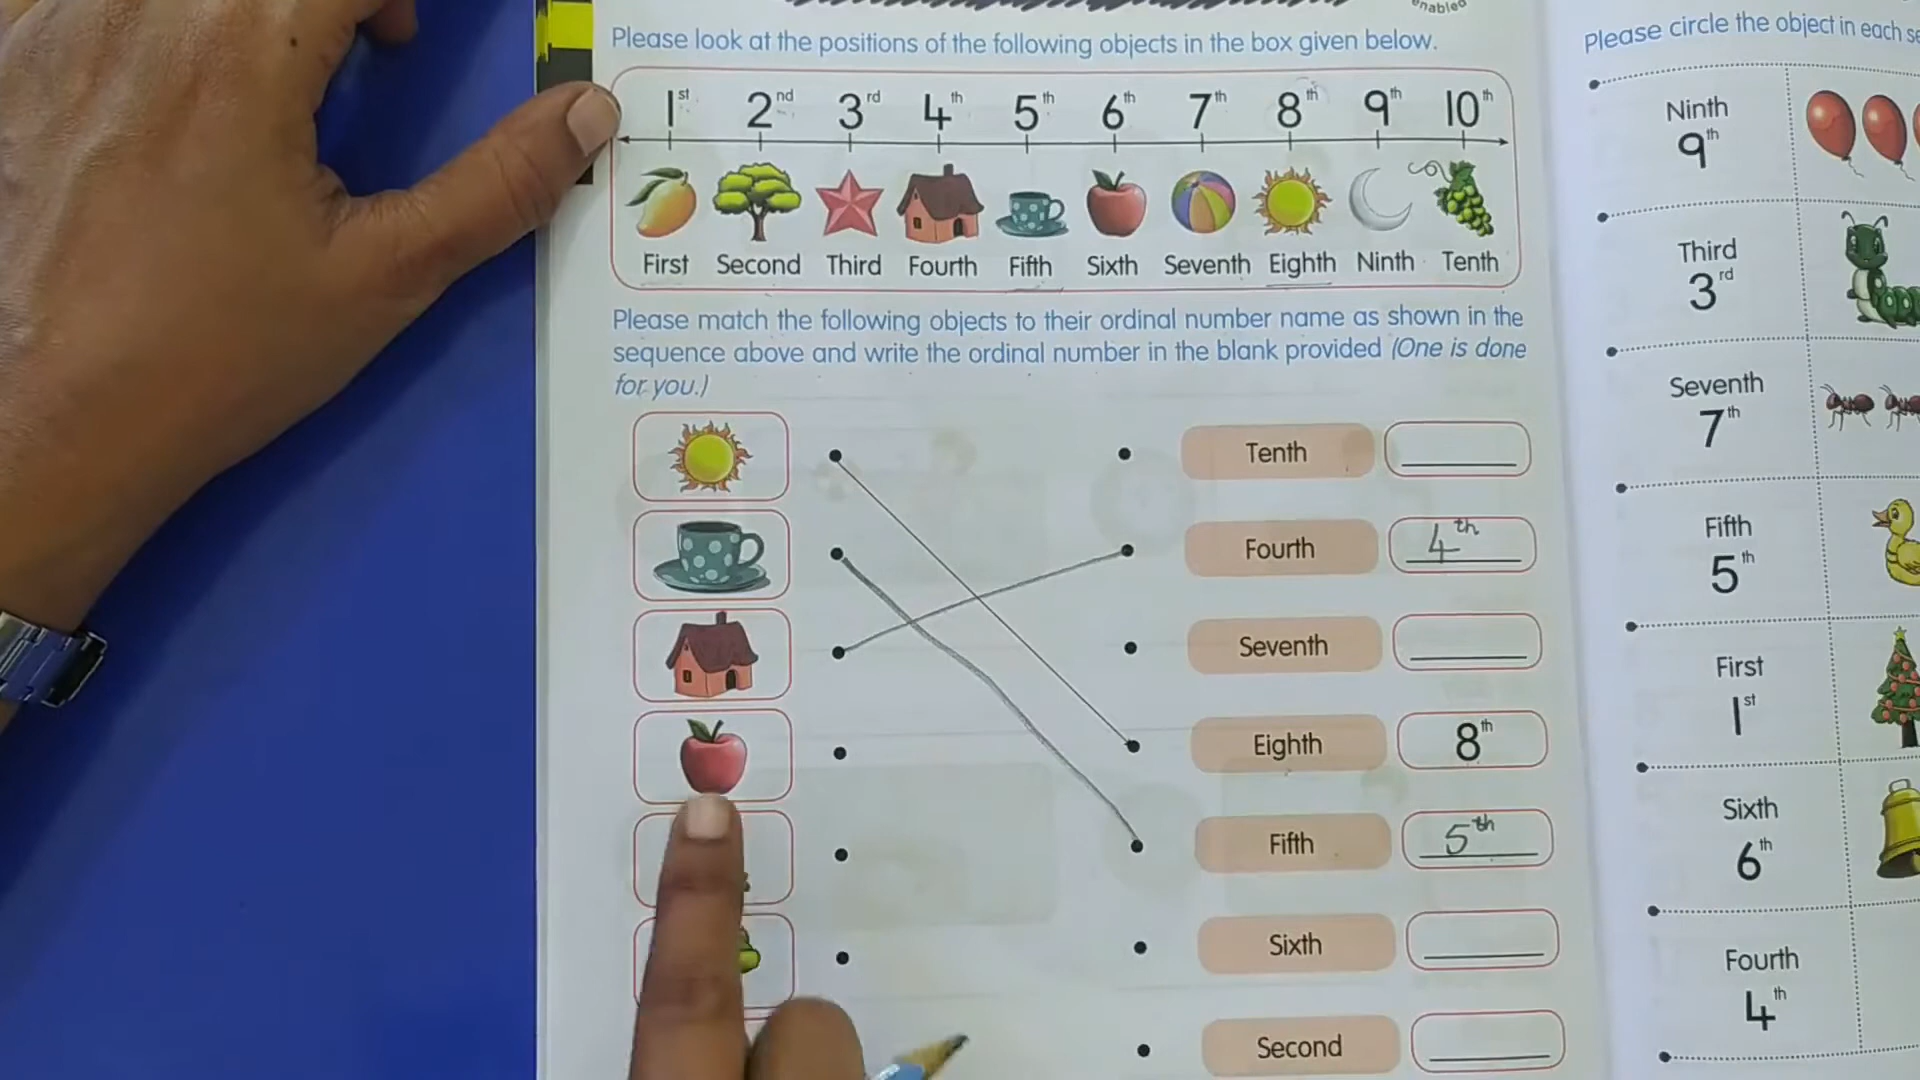 enabled
Please look at the positions of the following objects in the box given below.
1st 2nd 3rd 4th 5th 6th 7th 8th 9th 10th
First Second Third Fourth Fifth Sixth Seventh Eighth Ninth Tenth
Please match the following objects to their ordinal number name as shown in the
sequence above and write the ordinal number in the blank provided (One is done
for you.)
Tenth
Fourth 4th
Seventh
Eighth 8th
Fifth 5th
Sixth
Second
Please circle the object in each
Ninth
9th
Third
3rd
Seventh
7th
Fifth
5th
First
1st
Sixth
6th
Fourth
4th